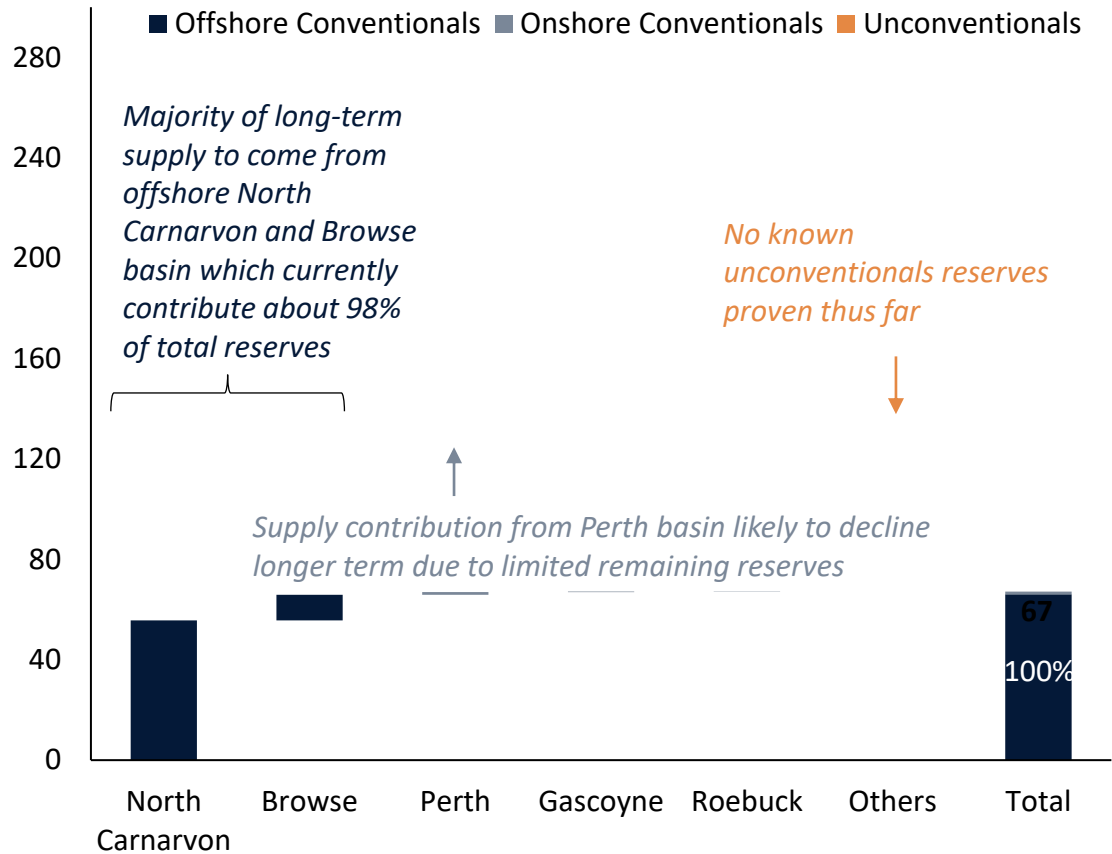 Offshore Conventionals Onshore Conventionals Unconventionals
280
240
200
160
120
80
40
0
Majority of long-term
supply to come from
offshore North
Carnarvon and Browse
basin which currently
contribute about 98%
of total reserves
No known
unconventionals reserves
proven thus far
Supply contribution from Perth basin likely to decline
longer term due to limited remaining reserves
67
100%
North
Carnarvon
Browse
Perth
Gascoyne
Roebuck
Others
Total